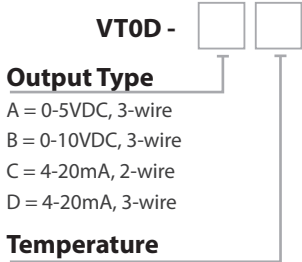 VT0D -
Output Type
A = 0-5VDC, 3-wire
B = 0-10VDC, 3-wire
C = 4-20mA, 2-wire
D = 4-20mA, 3-wire
Temperature